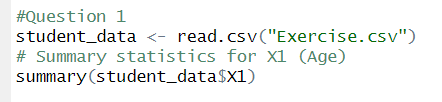 #Question 1
student_data <- read.csv("Exercise.csv")
# Summary statistics for X1 (Age)
summary(student_data$X1)